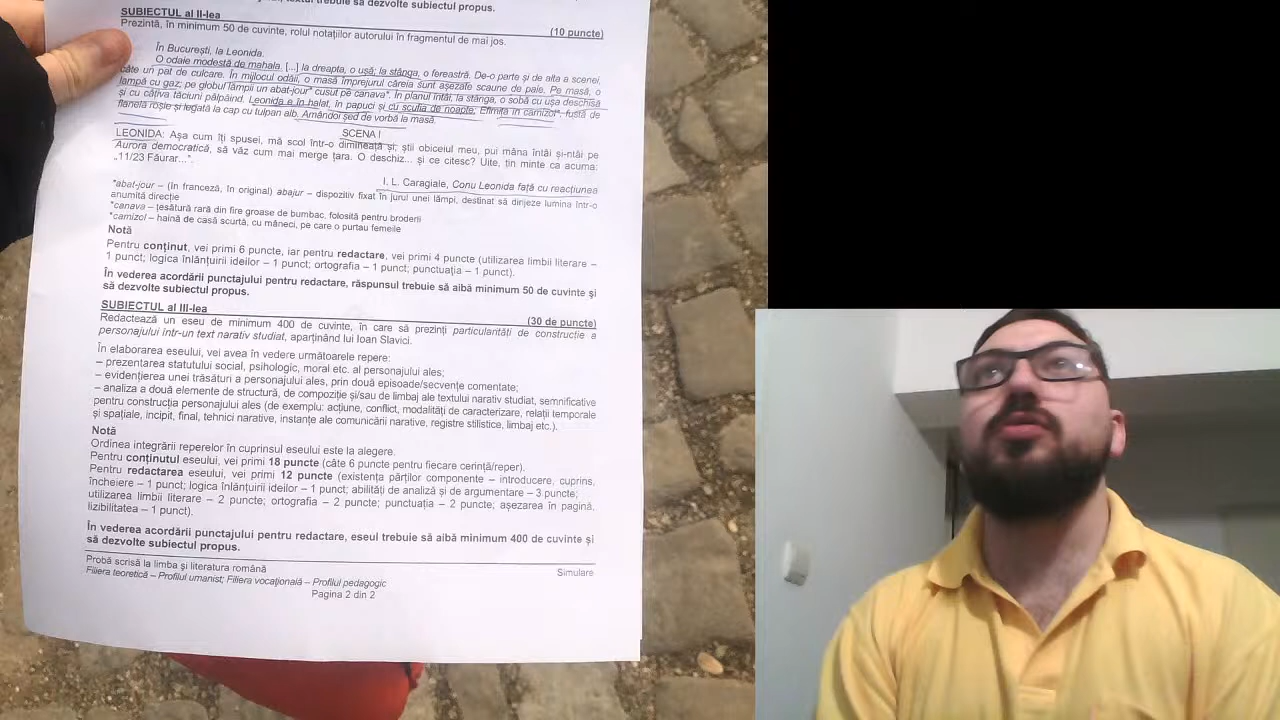 textul trebuie să dezvolte subiectul propus.
SUBIECTUL al II-lea (10 puncte)
Prezintă, în minimum 50 de cuvinte, rolul notațiilor autorului în fragmentul de mai jos.
În București, la Leonida.
O odaie modestă de mahala. [...] la dreapta, o ușă; la stânga, o fereastră. De-o parte și de alta a scenei,
câte un pat de culcare. În mijlocul odăii, o masă împrejurul căreia sunt așezate scaune de paie. Pe masă, o
lampă cu gaz; pe globul lămpii un abat-jour* cusut pe canava*. În planul întâi, la stânga, o sobă cu ușa deschisă
și cu câțiva tăciuni pâlpâind. Leonida e în halat, în papuci și cu scufia de noapte; Efimița în camizol*, fustă de
flanelă roșie și legată la cap cu tulpan alb. Amândoi șed de vorbă la masă.
SCENA I
LEONIDA: Așa cum îți spusei, mă scol într-o dimineață și, știi obiceiul meu, pui mâna întâi și-ntâi pe
Aurora democratică, să văz cum mai merge țara. O deschiz... și ce citesc? Uite, țin minte ca acuma:
„11/23 Făurar...”.
I. L. Caragiale, Conu Leonida față cu reacțiunea
*abat-jour – (în franceză, în original) abajur – dispozitiv fixat în jurul unei lămpi, destinat să dirijeze lumina într-o
anumită direcție
*canava – țesătură rară din fire groase de bumbac, folosită pentru broderii
*camizol – haină de casă scurtă, cu mâneci, pe care o purtau femeile
Notă
Pentru conținut, vei primi 6 puncte, iar pentru redactare, vei primi 4 puncte (utilizarea limbii literare –
1 punct; logica înlănțuirii ideilor – 1 punct; ortografia – 1 punct; punctuația – 1 punct).
În vederea acordării punctajului pentru redactare, răspunsul trebuie să aibă minimum 50 de cuvinte și
să dezvolte subiectul propus.
SUBIECTUL al III-lea (30 de puncte)
Redactează un eseu de minimum 400 de cuvinte, în care să prezinți particularități de construcție a
personajului într-un text narativ studiat, aparținând lui Ioan Slavici.
În elaborarea eseului, vei avea în vedere următoarele repere:
– prezentarea statutului social, psihologic, moral etc. al personajului ales;
– evidențierea unei trăsături a personajului ales, prin două episoade/secvențe comentate;
– analiza a două elemente de structură, de compoziție și/sau de limbaj ale textului narativ studiat, semnificative
pentru construcția personajului ales (de exemplu: acțiune, conflict, modalități de caracterizare, relații temporale
și spațiale, incipit, final, tehnici narative, instanțe ale comunicării narative, registre stilistice, limbaj etc.).
Notă
Ordinea integrării reperelor în cuprinsul eseului este la alegere.
Pentru conținutul eseului, vei primi 18 puncte (câte 6 puncte pentru fiecare cerință/reper).
Pentru redactarea eseului, vei primi 12 puncte (existența părților componente – introducere, cuprins,
încheiere – 1 punct; logica înlănțuirii ideilor – 1 punct; abilități de analiză și de argumentare – 3 puncte;
utilizarea limbii literare – 2 puncte; ortografia – 2 puncte; punctuația – 2 puncte; așezarea în pagină,
lizibilitatea – 1 punct).
În vederea acordării punctajului pentru redactare, eseul trebuie să aibă minimum 400 de cuvinte și
să dezvolte subiectul propus.
Probă scrisă la limba și literatura română Simulare
Filiera teoretică – Profilul umanist; Filiera vocațională – Profilul pedagogic
Pagina 2 din 2